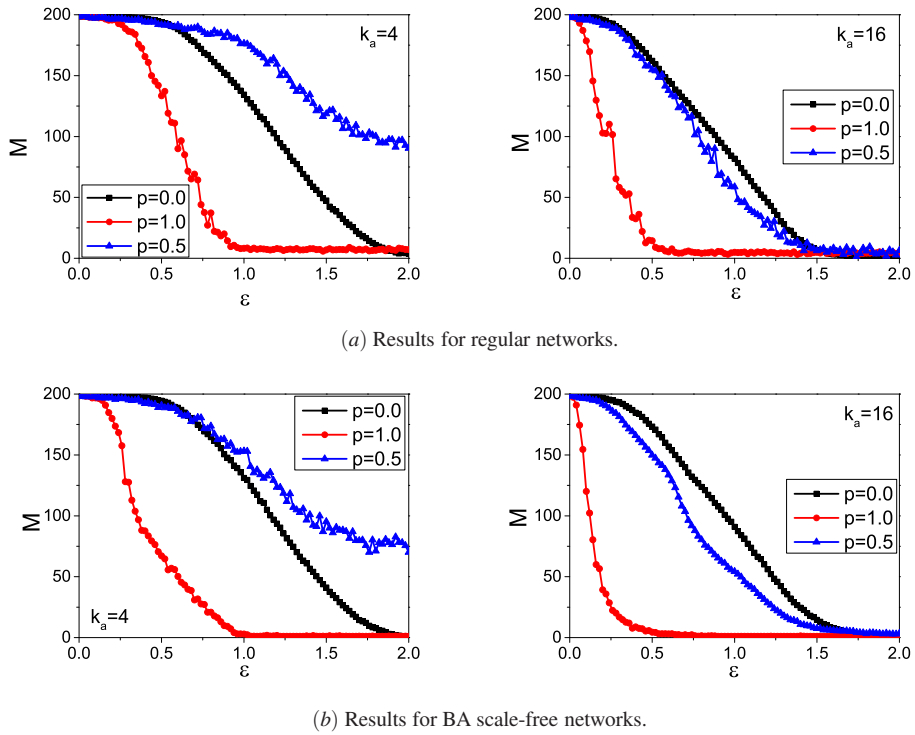 200
150
100
50
0
M
k_a=4
p=0.0
p=1.0
p=0.5
0.0 0.5 1.0 1.5 2.0
ε
200
150
100
50
0
M
k_a=16
p=0.0
p=1.0
p=0.5
0.0 0.5 1.0 1.5 2.0
ε
(a) Results for regular networks.
200
150
100
50
0
M
p=0.0
p=1.0
p=0.5
k_a=4
0.0 0.5 1.0 1.5 2.0
ε
200
150
100
50
0
M
k_a=16
p=0.0
p=1.0
p=0.5
0.0 0.5 1.0 1.5 2.0
ε
(b) Results for BA scale-free networks.